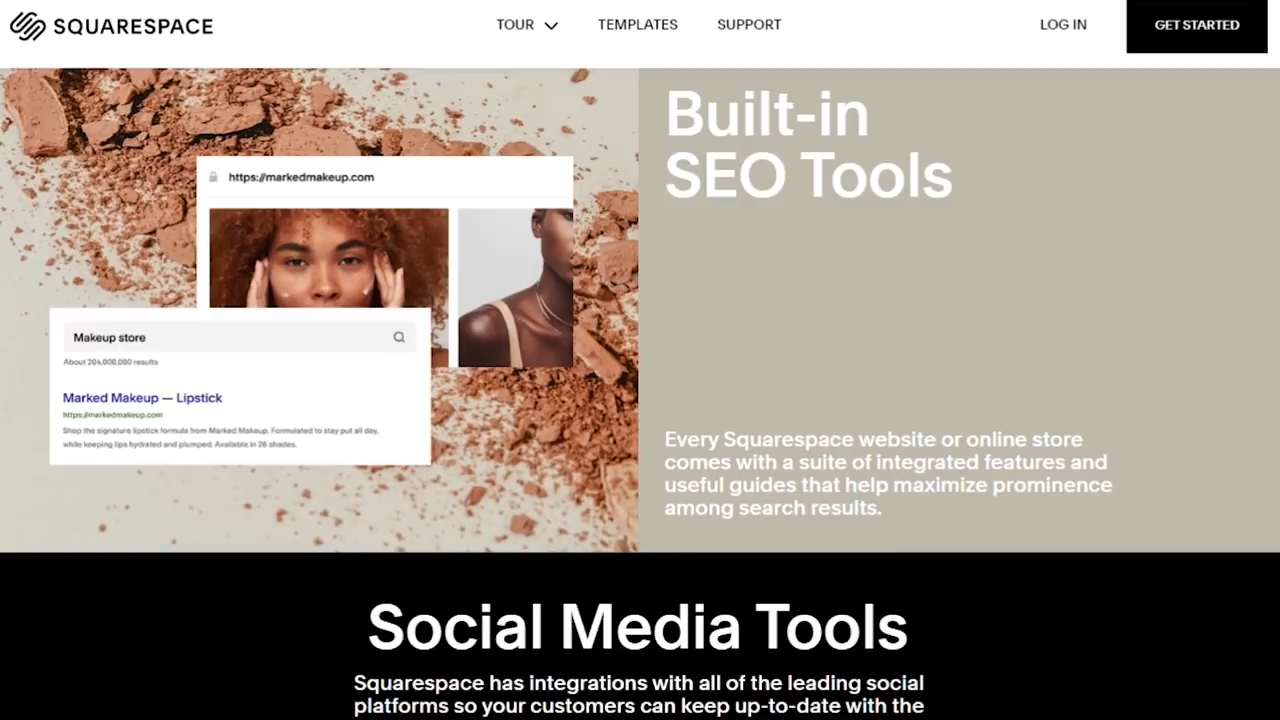 SQUARESPACE
TOUR
TEMPLATES
SUPPORT
LOG IN
GET STARTED
https://markedmakeup.com
Makeup store
About 204,000,000 results
Marked Makeup — Lipstick
https://markedmakeup.com
Shop the signature lipstick formula from Marked Makeup. Formulated to stay put all day,
while keeping lips hydrated and plumped. Available in 26 shades.
Built-in
SEO Tools
Every Squarespace website or online store
comes with a suite of integrated features and
useful guides that help maximize prominence
among search results.
Social Media Tools
Squarespace has integrations with all of the leading social
platforms so your customers can keep up-to-date with the